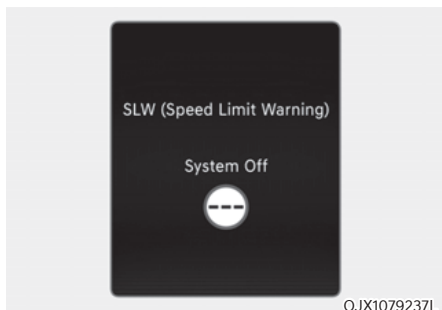 SLW (Speed Limit Warning)
System Off
---
OJX1079237L